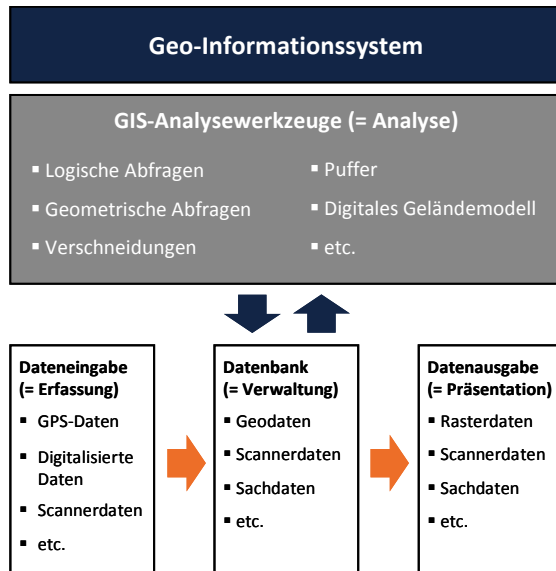 Geo-Informationssystem
GIS-Analysewerkzeuge (= Analyse)
▪ Logische Abfragen
▪ Geometrische Abfragen
▪ Verschneidungen
▪ Puffer
▪ Digitales Geländemodell
▪ etc.
Dateneingabe
(= Erfassung)
▪ GPS-Daten
▪ Digitalisierte
Daten
▪ Scannerdaten
▪ etc.
Datenbank
(= Verwaltung)
▪ Geodaten
▪ Scannerdaten
▪ Sachdaten
▪ etc.
Datenausgabe
(= Präsentation)
▪ Rasterdaten
▪ Scannerdaten
▪ Sachdaten
▪ etc.